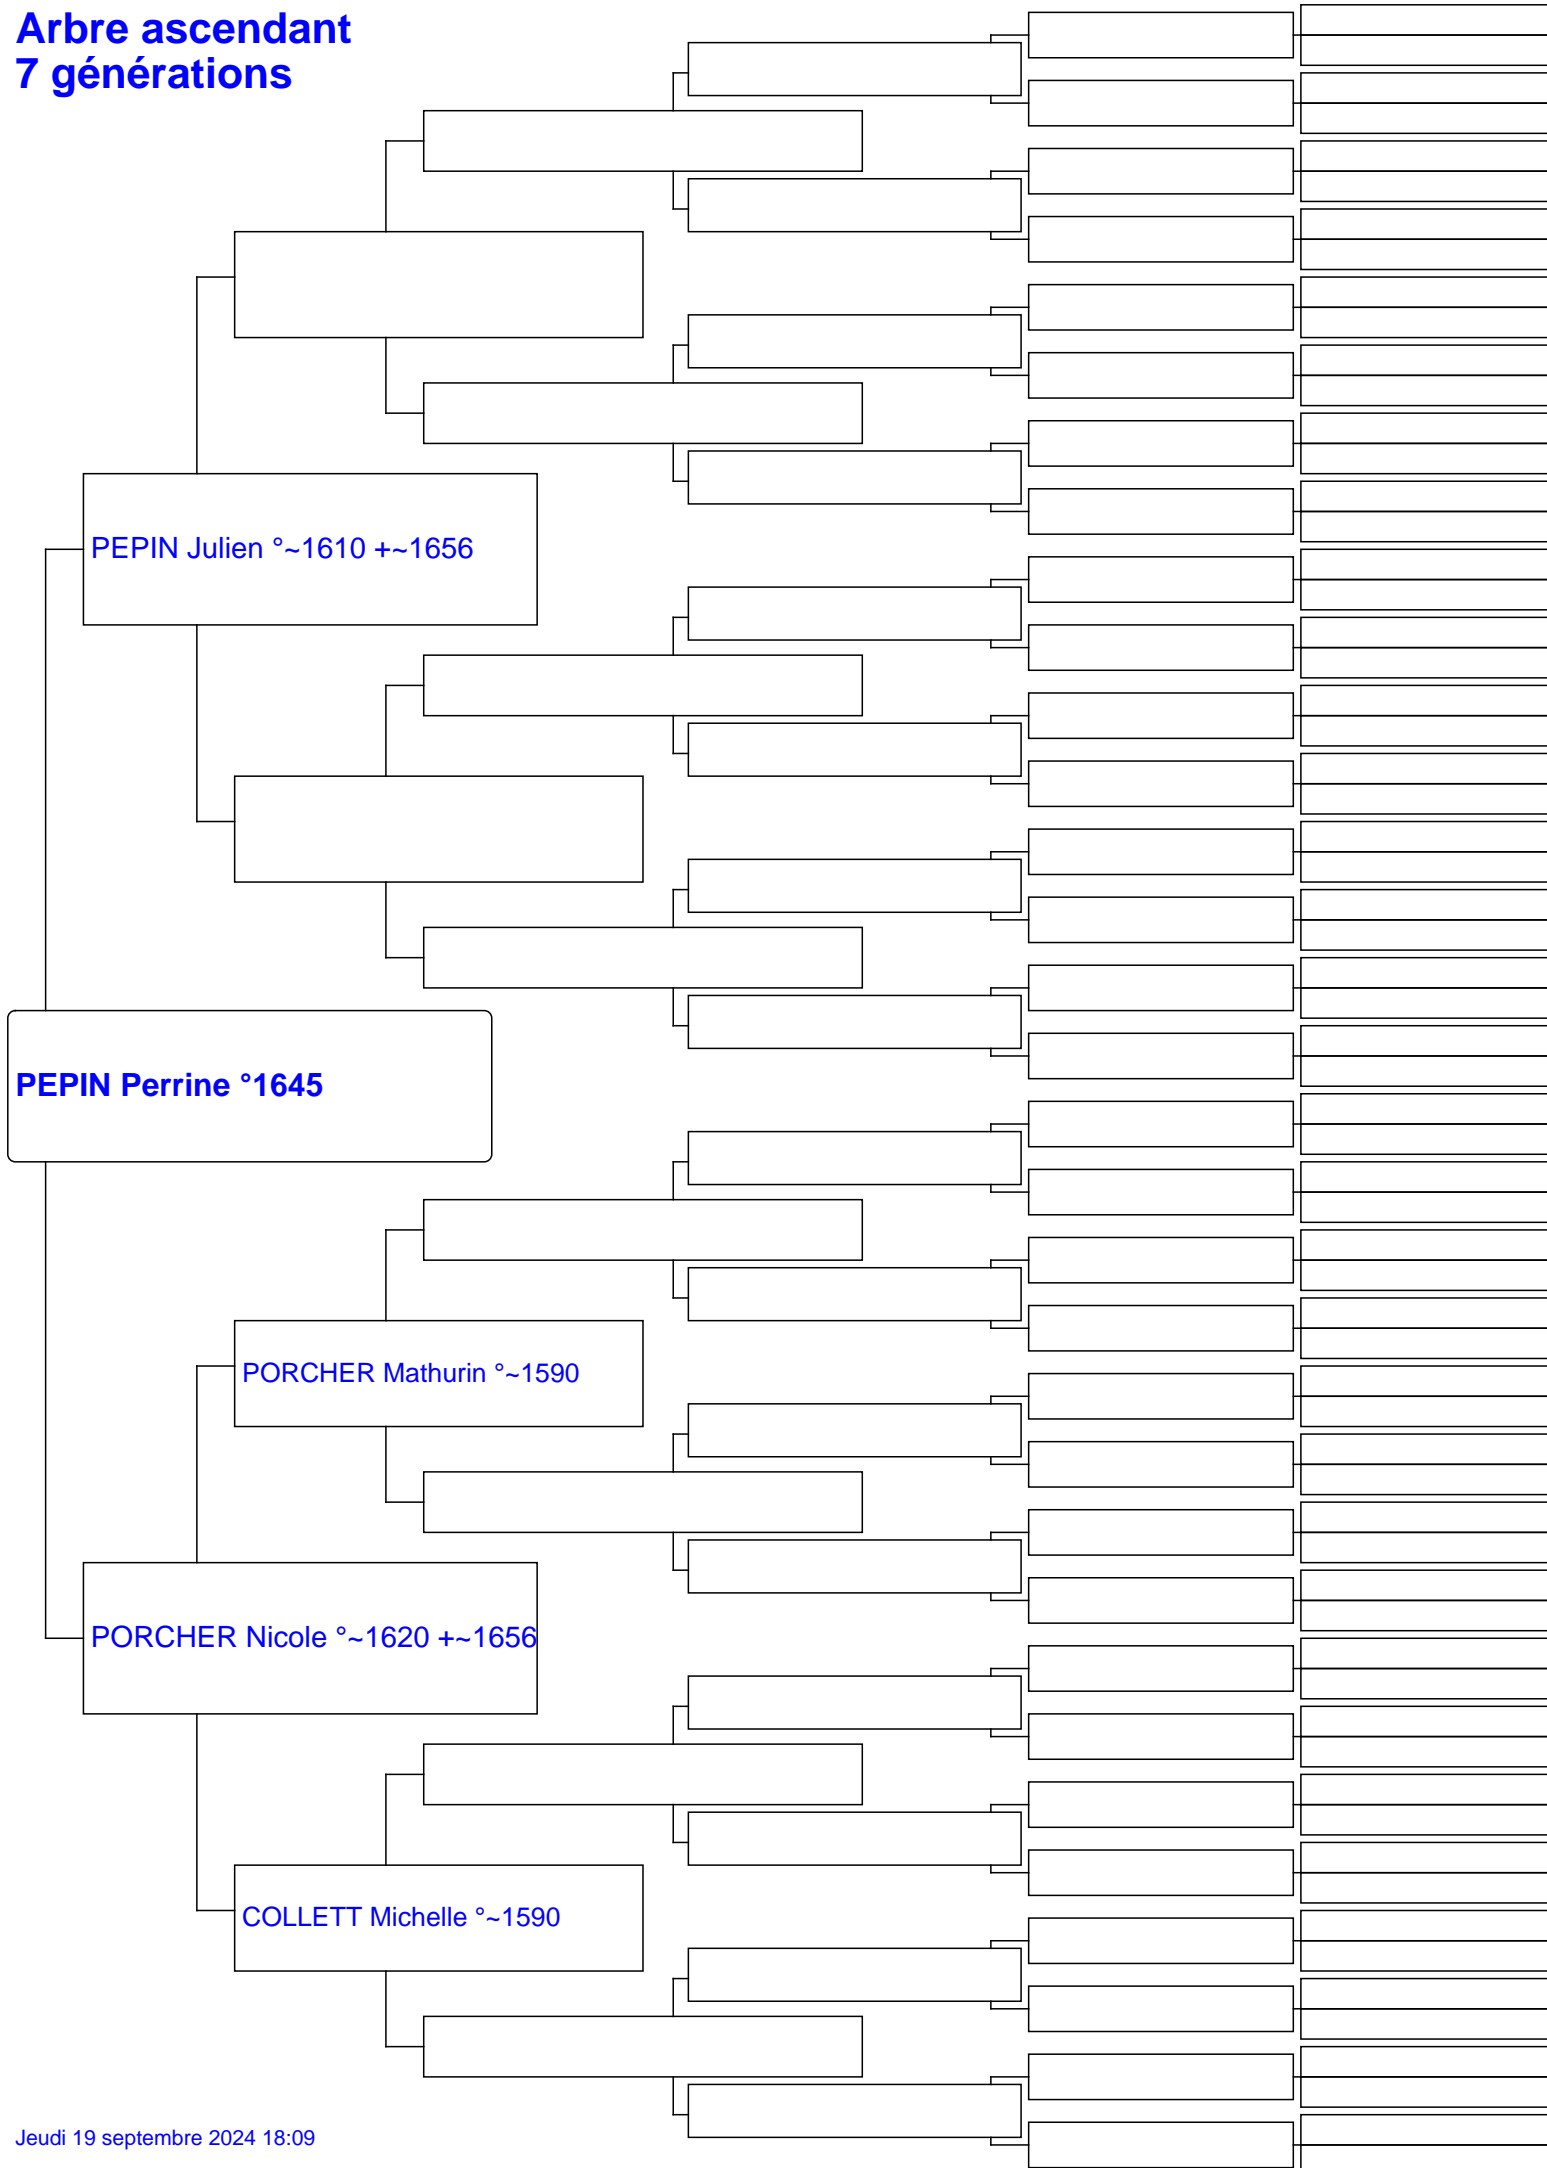 Arbre ascendant
7 générations
PEPIN Julien °~1610 +~1656
PEPIN Perrine °1645
PORCHER Mathurin °~1590
PORCHER Nicole °~1620 +~1656
COLLETT Michelle °~1590
Jeudi 19 septembre 2024 18:09